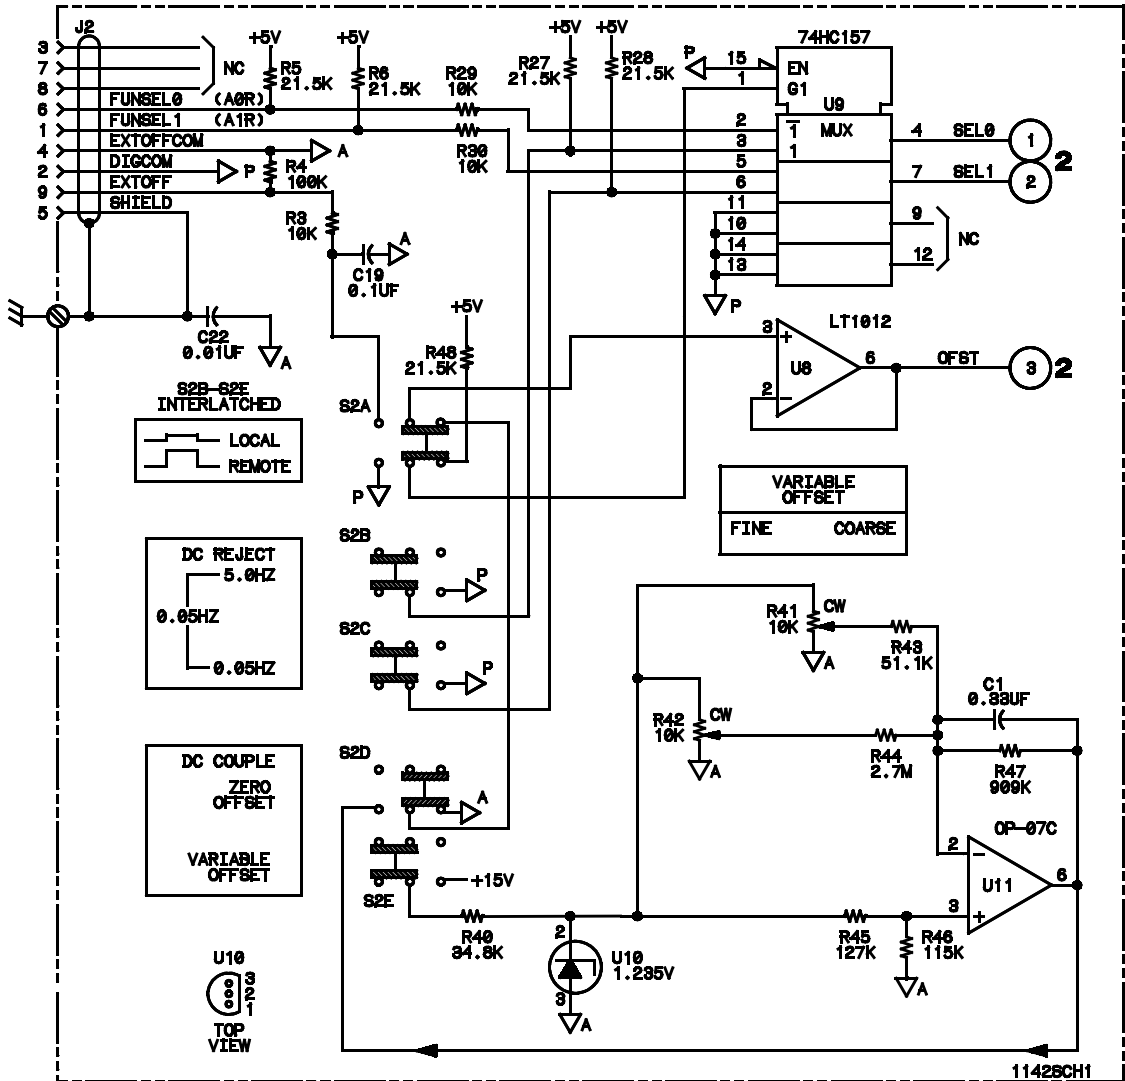 J2
3
7
8
6
1
4
2
9
5
NC
FUNSEL0 (A0R)
FUNSEL1 (A1R)
EXTOFFCOM
DIGCOM
EXTOFF
SHIELD
+5V
R5
21.5K
+5V
R6
21.5K
R29
10K
R30
10K
A
P
R4
100K
R3
10K
A
C19
0.1UF
C22
0.01UF
A
+5V
R27
21.5K
+5V
R28
21.5K
74HC157
P
15
EN
1
G1
U9
2
1
MUX
3
1
5
6
11
10
14
13
P
4
SEL0
1
2
7
SEL1
2
9
NC
12
LT1012
3
+
U8
2
-
6
OFST
3
2
+5V
R48
21.5K
S2B-S2E
INTERLATCHED
LOCAL
REMOTE
S2A
P
VARIABLE
OFFSET
FINE COARSE
DC REJECT
5.0HZ
0.05HZ
0.05HZ
S2B
P
S2C
P
DC COUPLE
ZERO
OFFSET
VARIABLE
OFFSET
S2D
A
S2E
+15V
R41
10K
CW
A
R43
51.1K
R42
10K
CW
A
R44
2.7M
C1
0.33UF
R47
909K
OP-07C
2
-
U11
3
+
6
R40
34.8K
2
U10
1.235V
3
A
R45
127K
R46
115K
A
U10
3
2
1
TOP
VIEW
1142SCH1